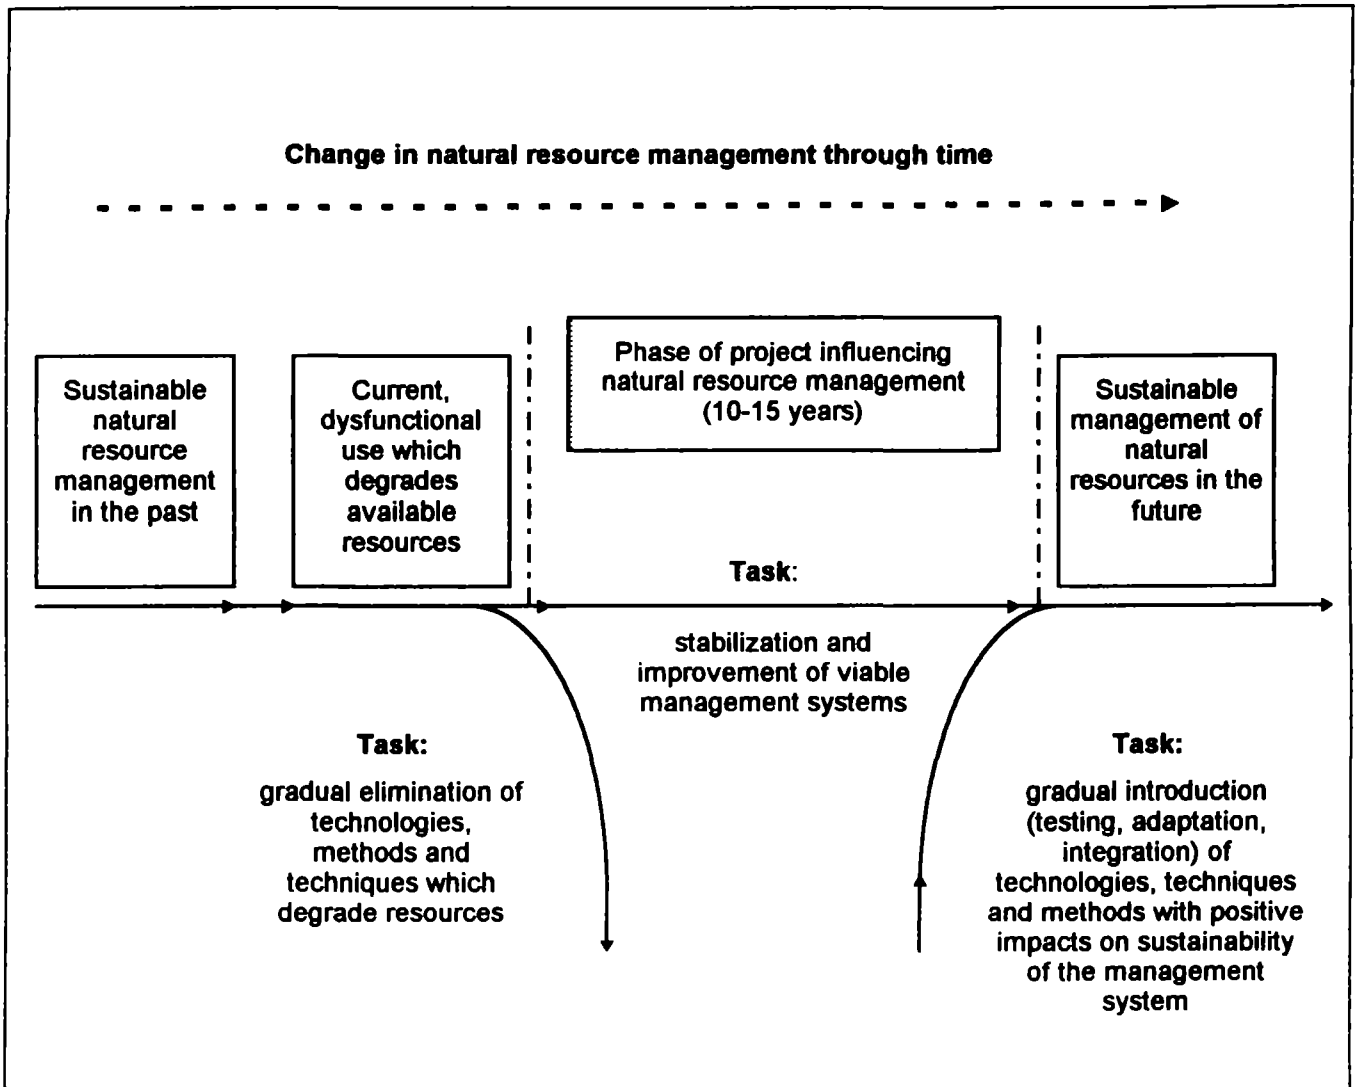 Change in natural resource management through time
Sustainable
natural
resource
management
in the past
Current,
dysfunctional
use which
degrades
available
resources
Phase of project influencing
natural resource management
(10-15 years)
Sustainable
management of
natural
resources in the
future
Task:
stabilization and
improvement of viable
management systems
Task:
gradual elimination of
technologies,
methods and
techniques which
degrade resources
Task:
gradual introduction
(testing, adaptation,
integration) of
technologies, techniques
and methods with positive
impacts on sustainability
of the management
system